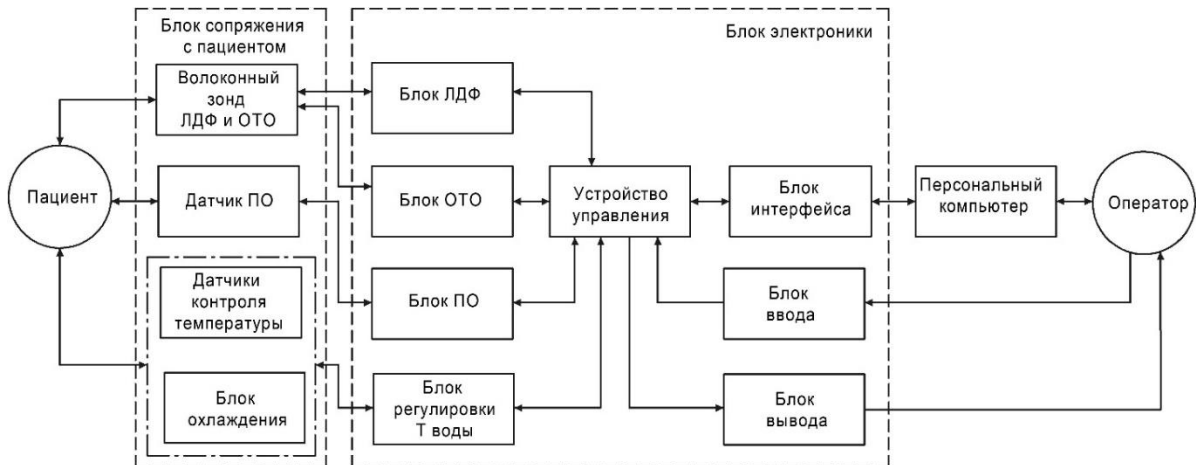 Блок сопряжения
с пациентом
Блок электроники
Волоконный
зонд
ЛДФ и ОТО
Блок ЛДФ
Пациент
Датчик ПО
Блок ОТО
Устройство
управления
Блок
интерфейса
Персональный
компьютер
Оператор
Датчики
контроля
температуры
Блок ПО
Блок
ввода
Блок
охлаждения
Блок
регулировки
Т воды
Блок
вывода